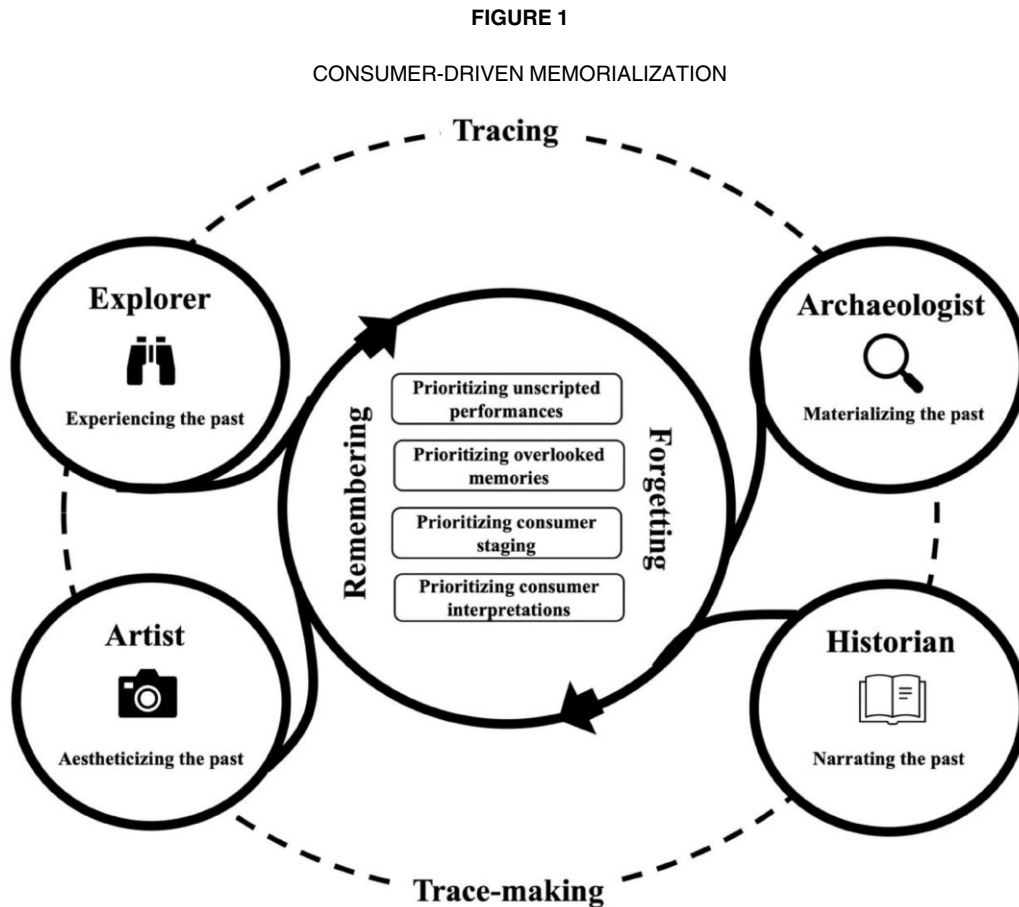 FIGURE 1
CONSUMER-DRIVEN MEMORIALIZATION
Tracing
Explorer
Experiencing the past
Archaeologist
Materializing the past
Remembering
Prioritizing unscripted
performances
Prioritizing overlooked
memories
Prioritizing consumer
staging
Prioritizing consumer
interpretations
Forgetting
Artist
Aestheticizing the past
Historian
Narrating the past
Trace-making